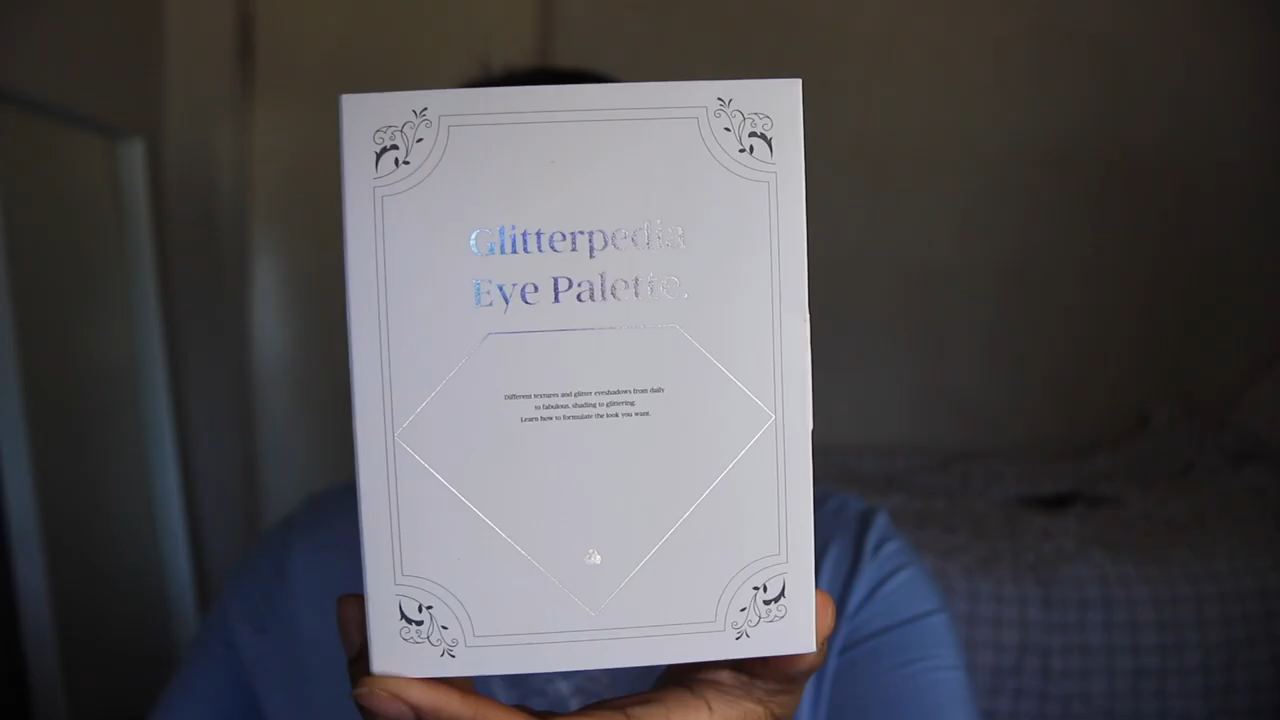 Glitterpedia
Eye Palette.
Different textures and glitter eyeshadows from daily
to fabulous, shading to glittering.
Learn how to formulate the look you want.